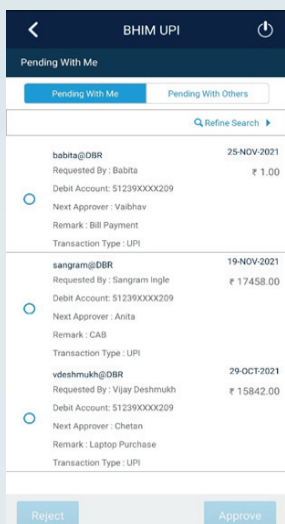 BHIM UPI
Pending With Me
Pending With Me Pending With Others
Refine Search
babita@DBR 25-NOV-2021
Requested By : Babita ₹ 1.00
Debit Account: 51239XXXX209
Next Approver : Vaibhav
Remark : Bill Payment
Transaction Type : UPI
sangram@DBR 19-NOV-2021
Requested By : Sangram Ingle ₹ 17458.00
Debit Account: 51239XXXX209
Next Approver : Anita
Remark : CAB
Transaction Type : UPI
vdeshmukh@DBR 29-OCT-2021
Requested By : Vijay Deshmukh ₹ 15842.00
Debit Account: 51239XXXX209
Next Approver : Chetan
Remark : Laptop Purchase
Transaction Type : UPI
Reject Approve